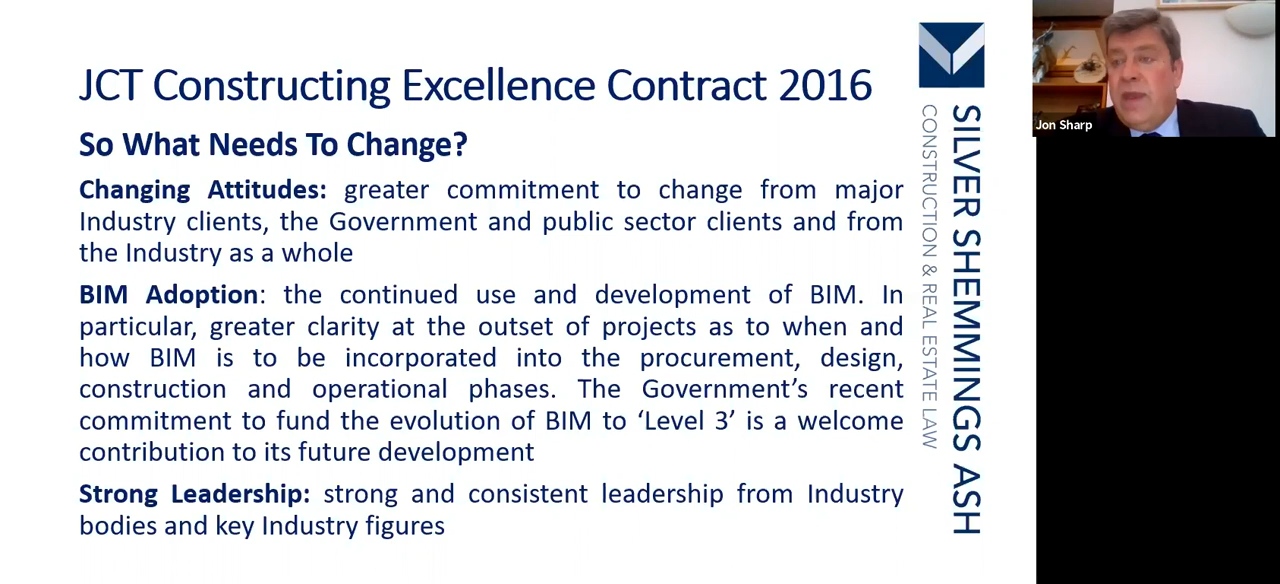 JCT Constructing Excellence Contract 2016
So What Needs To Change?
Changing Attitudes: greater commitment to change from major
Industry clients, the Government and public sector clients and from
the Industry as a whole
BIM Adoption: the continued use and development of BIM. In
particular, greater clarity at the outset of projects as to when and
how BIM is to be incorporated into the procurement, design,
construction and operational phases. The Government’s recent
commitment to fund the evolution of BIM to ‘Level 3’ is a welcome
contribution to its future development
Strong Leadership: strong and consistent leadership from Industry
bodies and key Industry figures
SILVER SHEMMINGS ASH
CONSTRUCTION & REAL ESTATE LAW
Jon Sharp